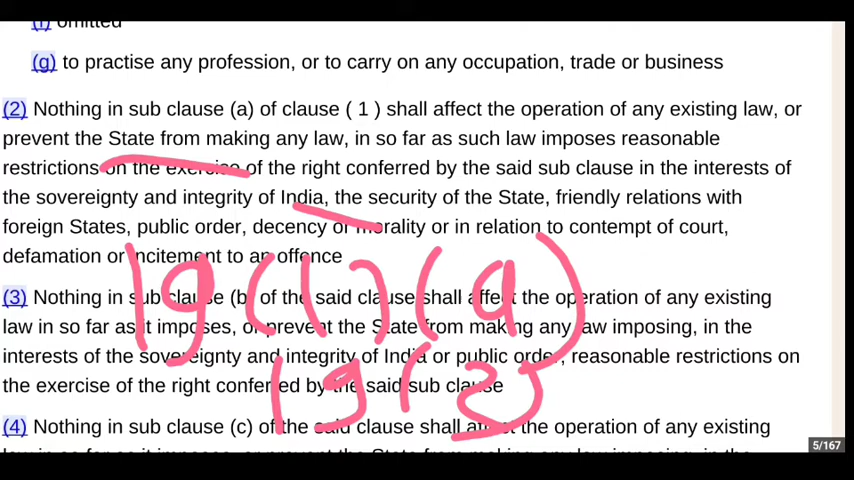 (f) omitted
(g) to practise any profession, or to carry on any occupation, trade or business
(2) Nothing in sub clause (a) of clause ( 1 ) shall affect the operation of any existing law, or
prevent the State from making any law, in so far as such law imposes reasonable
restrictions on the exercise of the right conferred by the said sub clause in the interests of
the sovereignty and integrity of India, the security of the State, friendly relations with
foreign States, public order, decency or morality or in relation to contempt of court,
defamation or incitement to an offence
19(1)(a)
(3) Nothing in sub clause (b) of the said clause shall affect the operation of any existing
law in so far as it imposes, or prevent the State from making any law imposing, in the
interests of the sovereignty and integrity of India or public order, reasonable restrictions on
the exercise of the right conferred by the said sub clause
19(2)
(4) Nothing in sub clause (c) of the said clause shall affect the operation of any existing
5/167